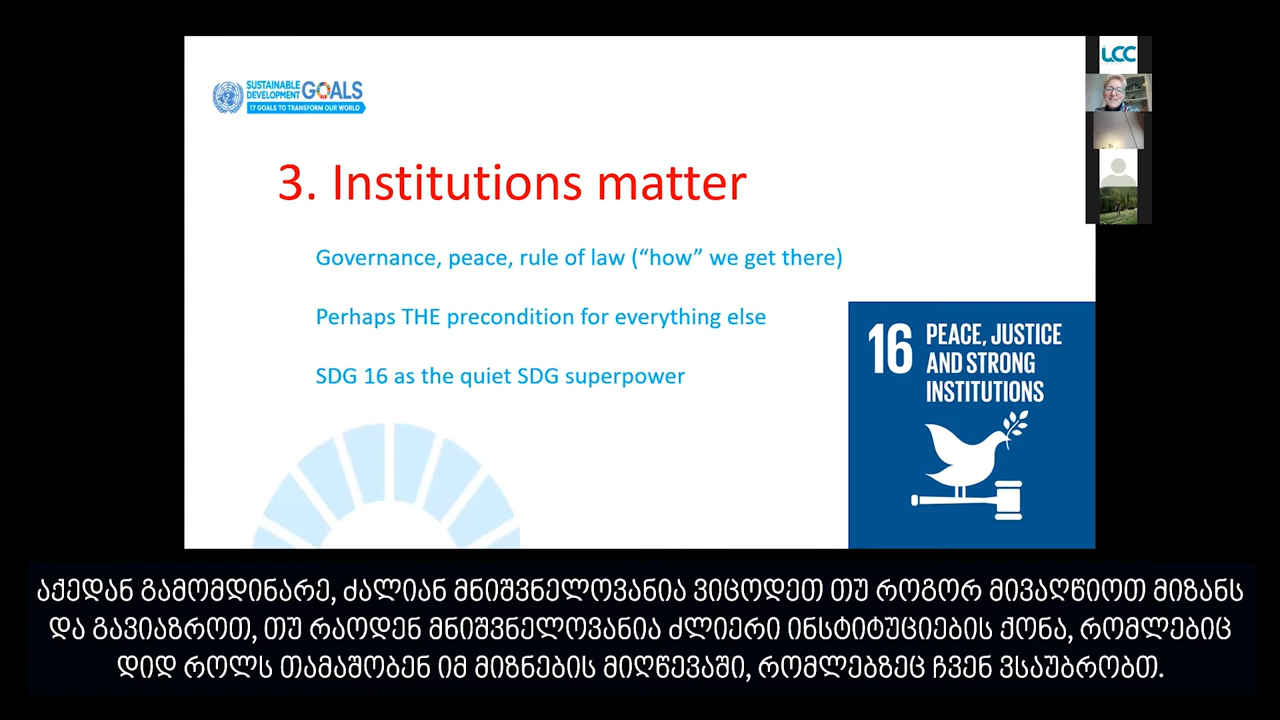 LCC
SUSTAINABLE
DEVELOPMENT GOALS
17 GOALS TO TRANSFORM OUR WORLD
3. Institutions matter
Governance, peace, rule of law (“how” we get there)
Perhaps THE precondition for everything else
SDG 16 as the quiet SDG superpower
16 PEACE, JUSTICE
AND STRONG
INSTITUTIONS
აქედან გამომდინარე, ძალიან მნიშვნელოვანია ვიცოდეთ თუ როგორ მივაღწიოთ მიზანს
და გავიაზროთ, თუ რაოდენ მნიშვნელოვანია ძლიერი ინსტიტუციების ქონა, რომლებიც
დიდ როლს თამაშობენ იმ მიზნების მიღწევაში, რომლებზეც ჩვენ ვსაუბრობთ.